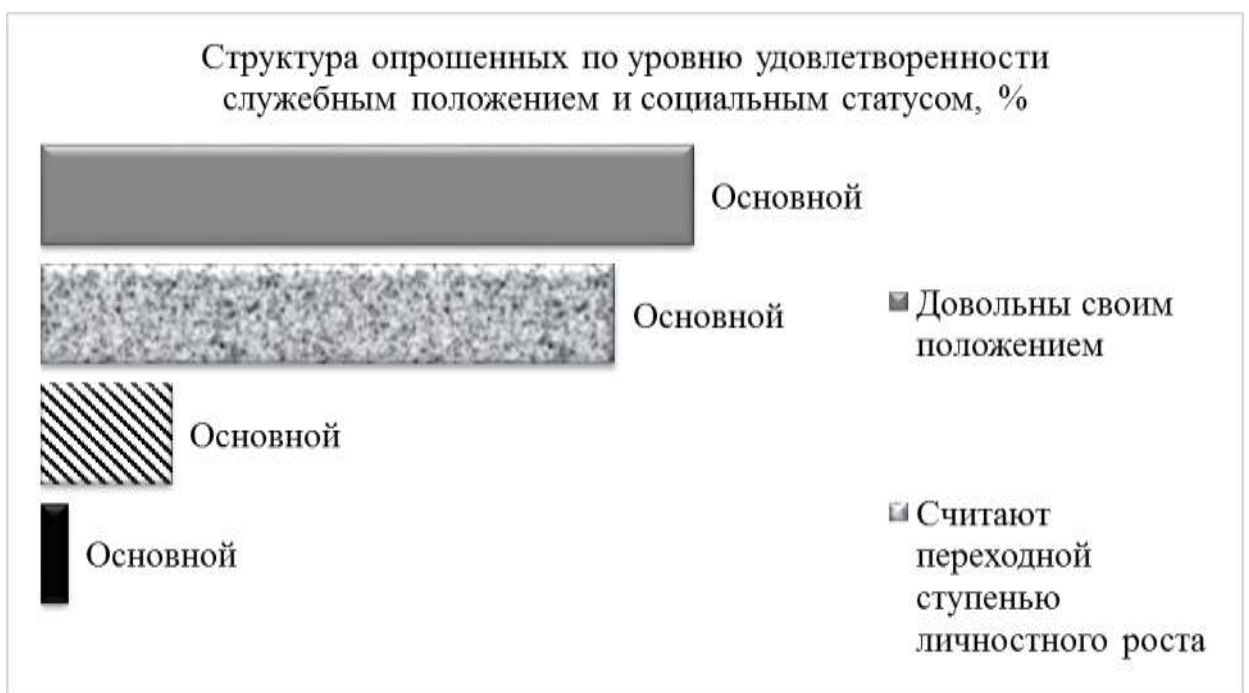 Структура опрошенных по уровню удовлетворенности
служебным положением и социальным статусом, %
Основной
Основной
Основной
Основной
Довольны своим
положением
Считают
переходной
ступенью
личностного роста